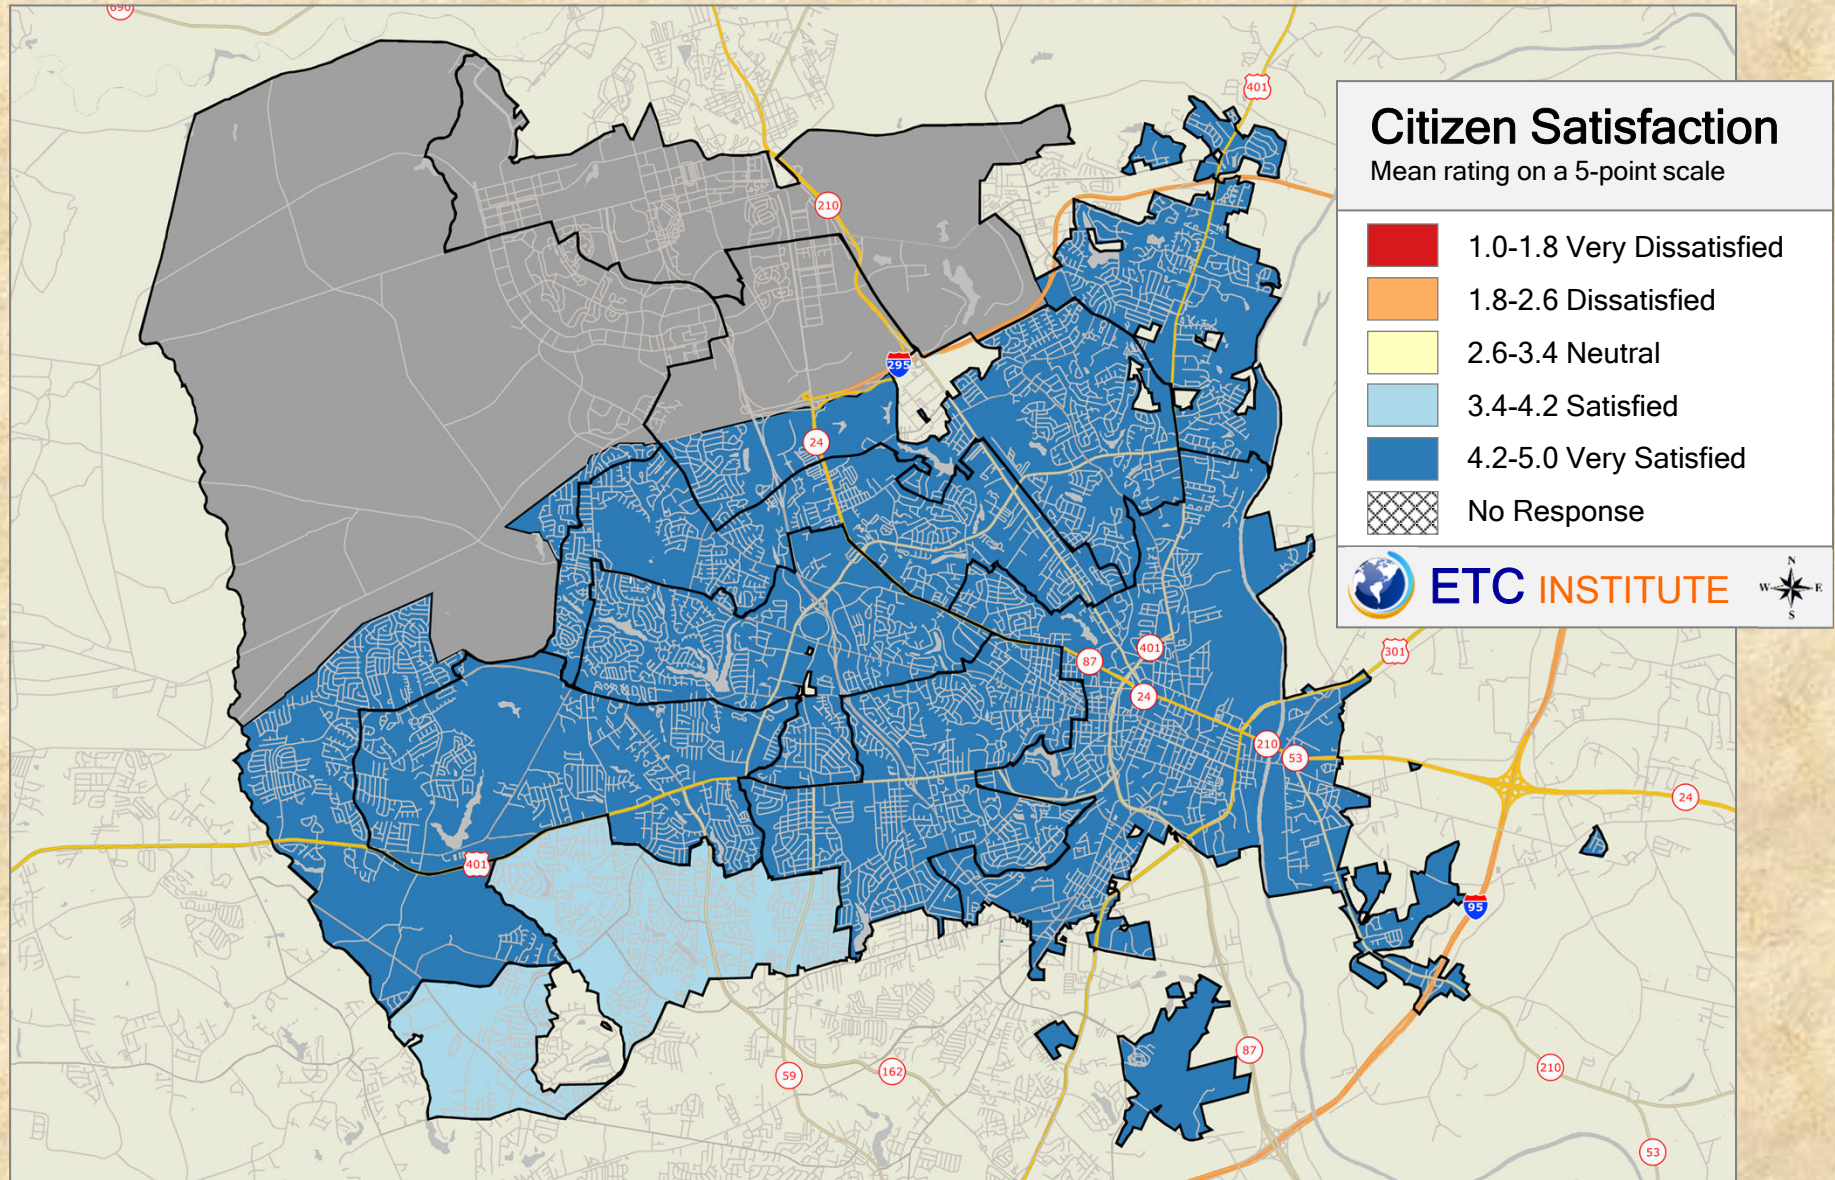 690
401
Citizen Satisfaction
Mean rating on a 5-point scale
210
1.0-1.8 Very Dissatisfied
1.8-2.6 Dissatisfied
2.6-3.4 Neutral
295
3.4-4.2 Satisfied
24
4.2-5.0 Very Satisfied
No Response
ETC INSTITUTE
N
W E
S
401
301
87
24
210
53
24
401
95
87
210
59
162
53